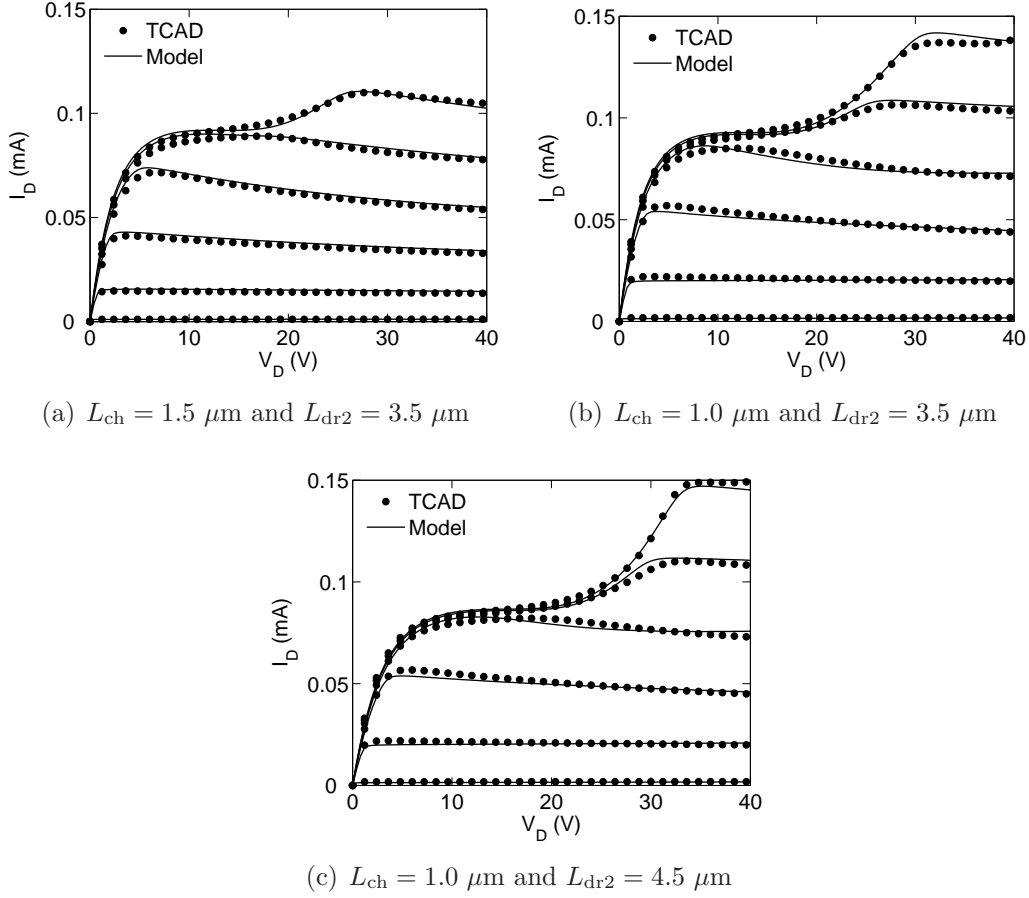 0.15
0.1
0.05
0
I_D (mA)
TCAD
Model
0 10 20 30 40
V_D (V)
(a) L_ch = 1.5 μm and L_dr2 = 3.5 μm
0.15
0.1
0.05
0
I_D (mA)
TCAD
Model
0 10 20 30 40
V_D (V)
(b) L_ch = 1.0 μm and L_dr2 = 3.5 μm
0.15
0.1
0.05
0
I_D (mA)
TCAD
Model
0 10 20 30 40
V_D (V)
(c) L_ch = 1.0 μm and L_dr2 = 4.5 μm